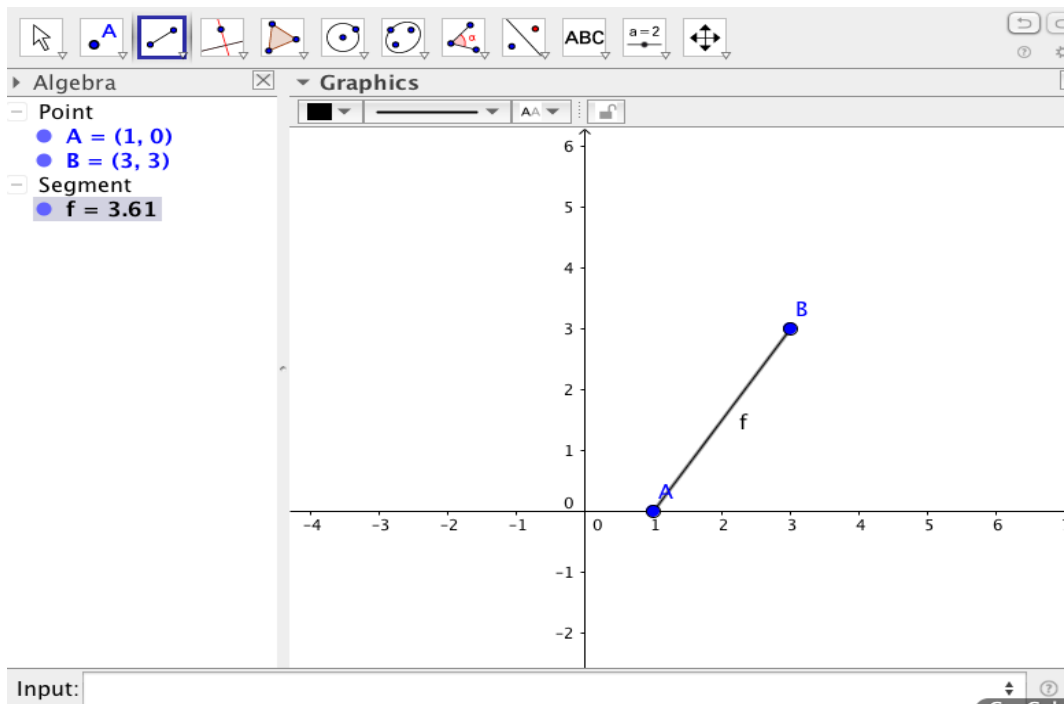 A
α
ABC
a = 2
Algebra
Graphics
AA
Point
A = (1, 0)
B = (3, 3)
Segment
f = 3.61
6
5
4
3
2
1
0
-1
-2
-4 -3 -2 -1 0 1 2 3 4 5 6
B
f
A
Input: